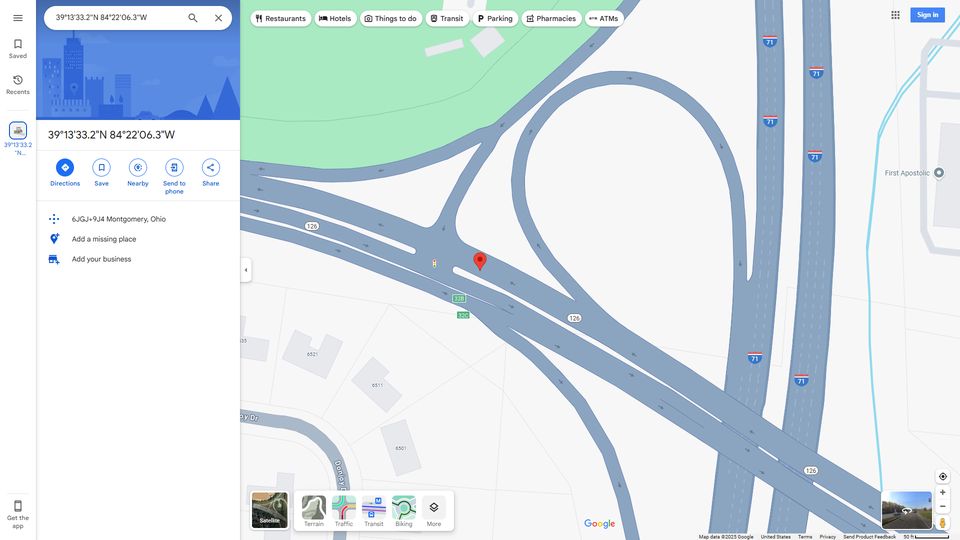 39°13'33.2"N 84°22'06.3"W
Restaurants
Hotels
Things to do
Transit
Parking
Pharmacies
ATMs
Sign in
Saved
Recents
39°13'33.2
"N...
39°13'33.2"N 84°22'06.3"W
Directions
Save
Nearby
Send to
phone
Share
6JGJ+9J4 Montgomery, Ohio
Add a missing place
Add your business
Get the
app
71
71
71
71
71
71
First Apostolic
126
126
126
32B
32C
6521
6511
6501
Satellite
Terrain
Traffic
Transit
Biking
More
Google
Map data ©2025 Google
United States
Terms
Privacy
Send Product Feedback
50 ft